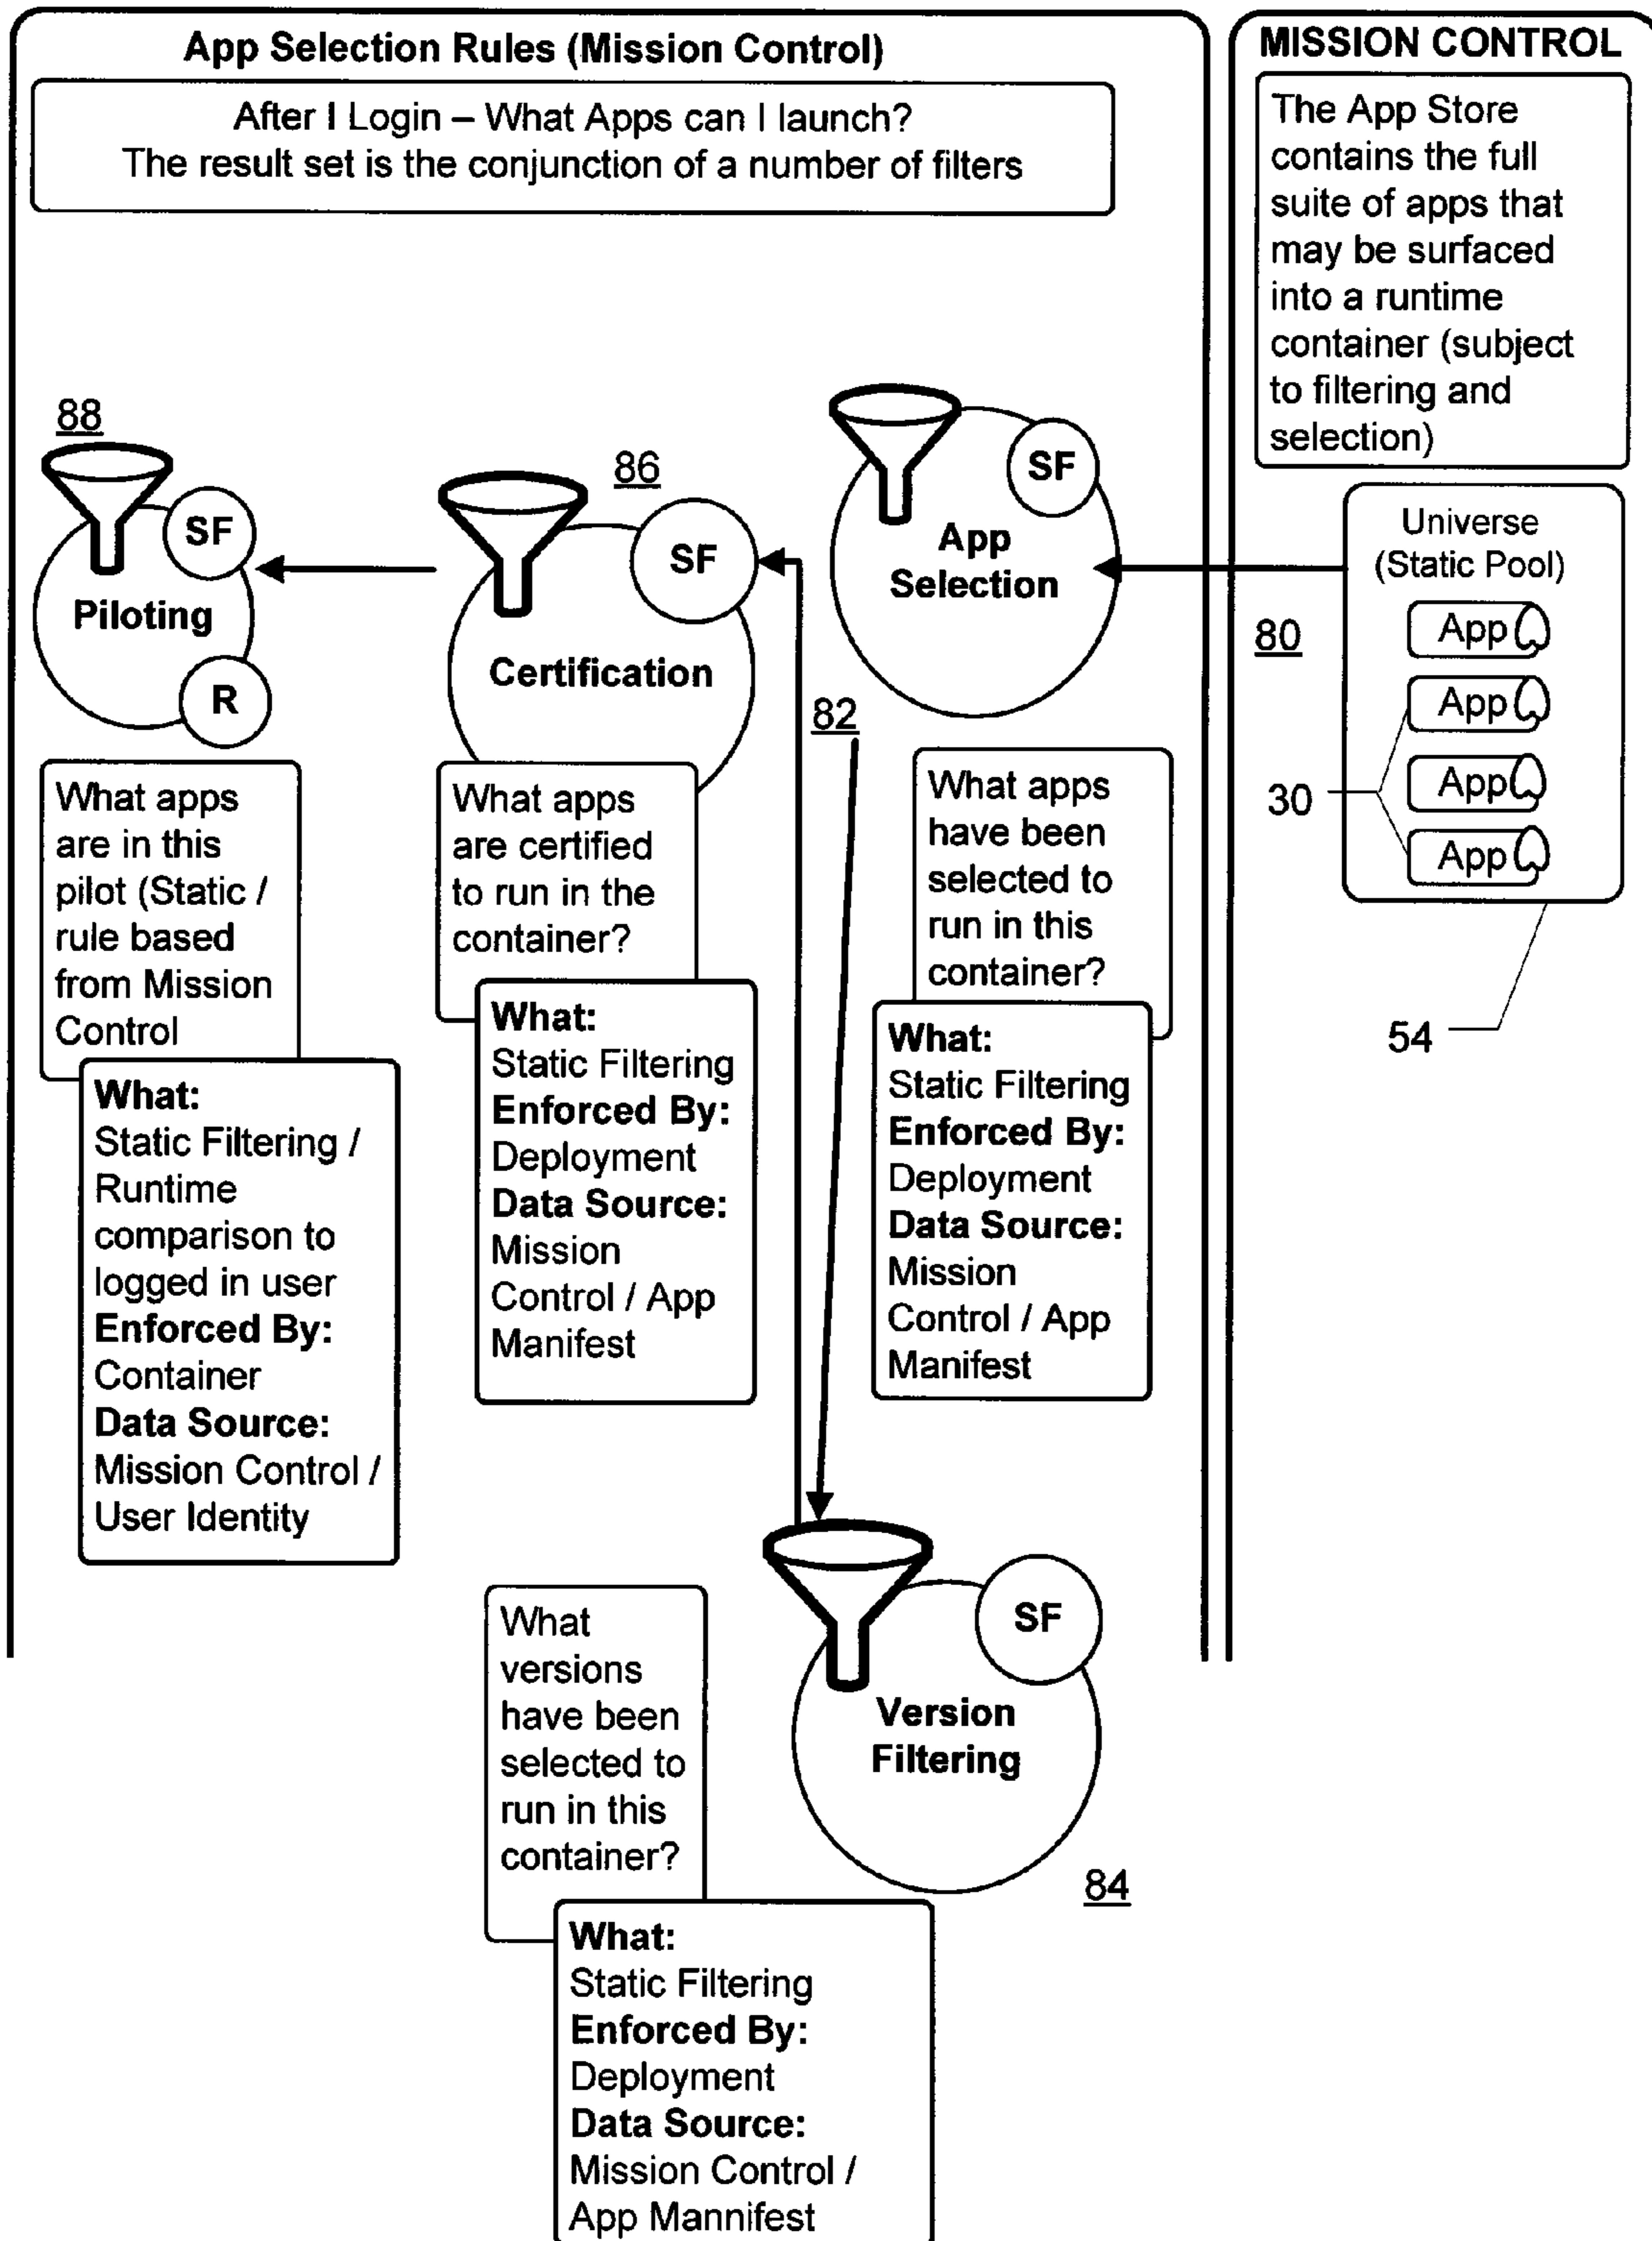 App Selection Rules (Mission Control)
After I Login – What Apps can I launch?
The result set is the conjunction of a number of filters
MISSION CONTROL
The App Store
contains the full
suite of apps that
may be surfaced
into a runtime
container (subject
to filtering and
selection)
Universe
(Static Pool)
App
App
App
App
30
54
80
SF
App
Selection
82
What apps
have been
selected to
run in this
container?
What:
Static Filtering
Enforced By:
Deployment
Data Source:
Mission
Control / App
Manifest
86
SF
Certification
What apps
are certified
to run in the
container?
What:
Static Filtering
Enforced By:
Deployment
Data Source:
Mission
Control / App
Manifest
88
SF
Piloting
R
What apps
are in this
pilot (Static /
rule based
from Mission
Control
What:
Static Filtering /
Runtime
comparison to
logged in user
Enforced By:
Container
Data Source:
Mission Control /
User Identity
SF
Version
Filtering
84
What
versions
have been
selected to
run in this
container?
What:
Static Filtering
Enforced By:
Deployment
Data Source:
Mission Control /
App Mannifest